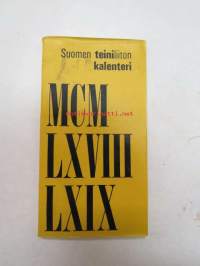 Suomen teiniliiton
kalenteri
MCM
LXVIII
LXIX